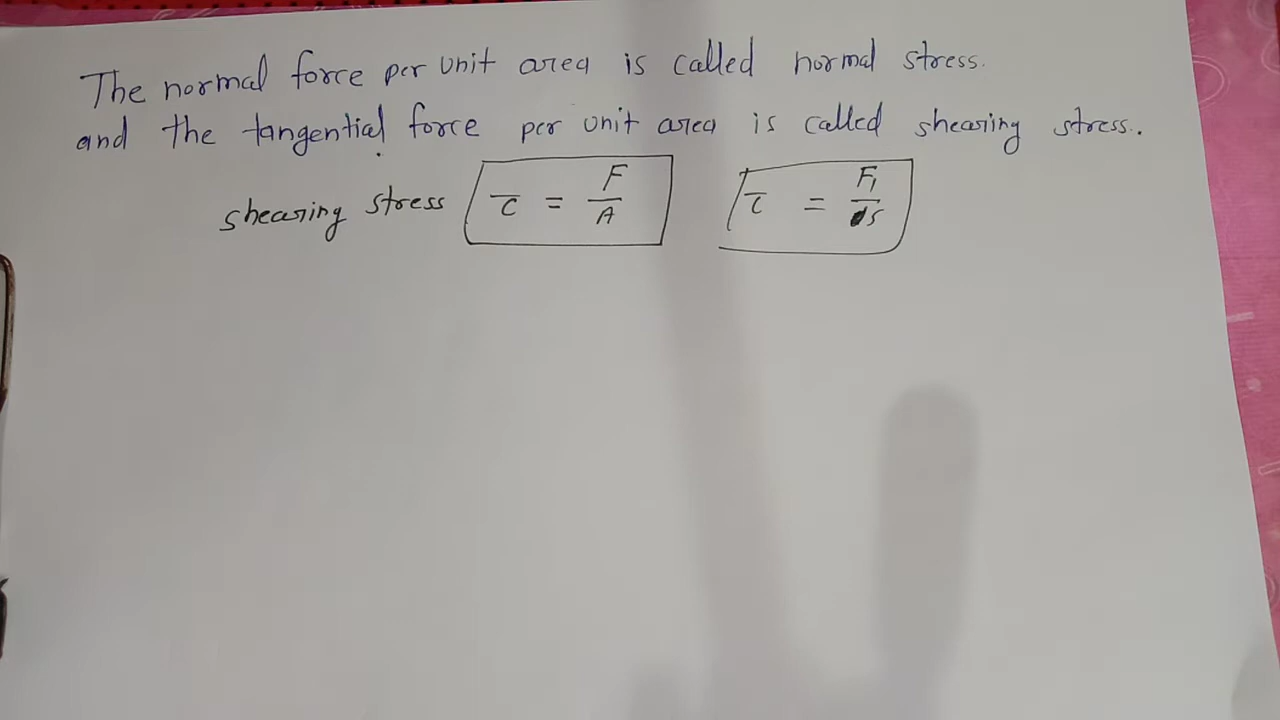 The normal force per unit area is called normal stress.
and the tangential force per unit area is called shearing stress..
shearing stress τ = F/A τ = F₁/ds